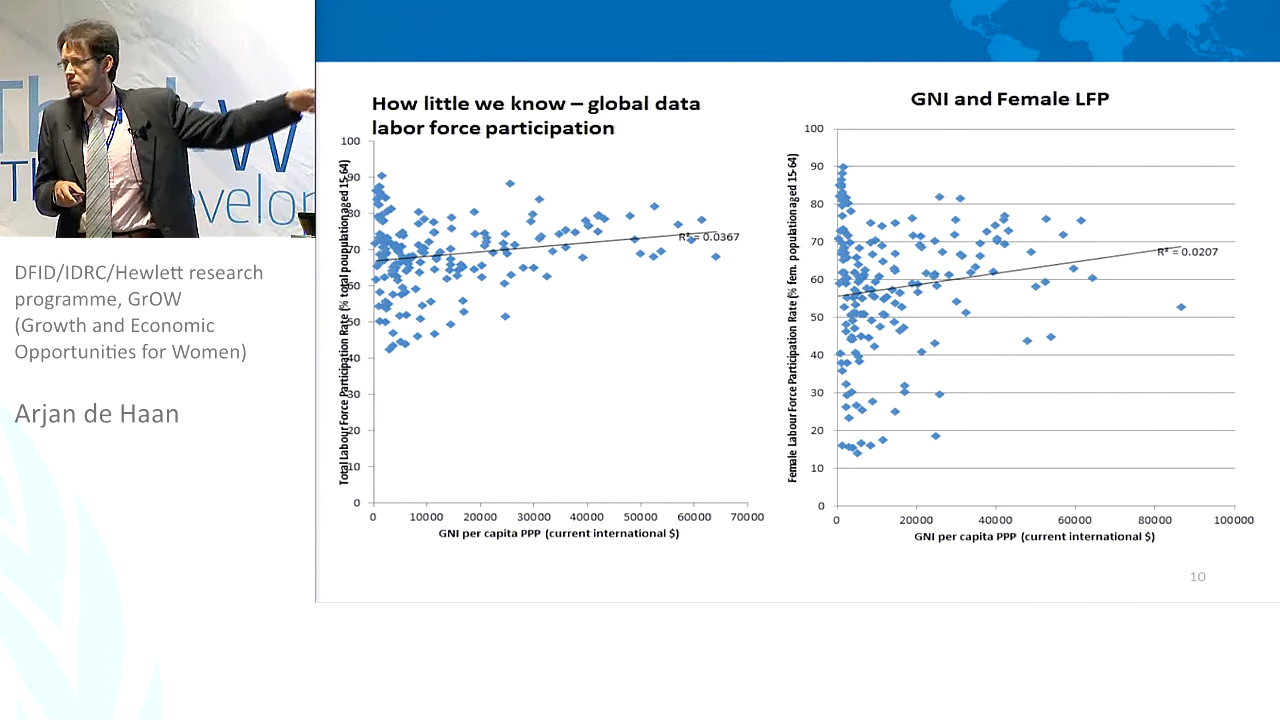 DFID/IDRC/Hewlett research
programme, GrOW
(Growth and Economic
Opportunities for Women)
Arjan de Haan
How little we know – global data
labor force participation
Total Labour Force Participation Rate (% total poupulation aged 15-64)
100
90
80
70
60
50
40
30
20
10
0
R² = 0.0367
0 10000 20000 30000 40000 50000 60000 70000
GNI per capita PPP (current international $)
GNI and Female LFP
Female Labour Force Participation Rate (% fem. population aged 15-64)
100
90
80
70
60
50
40
30
20
10
0
R² = 0.0207
0 20000 40000 60000 80000 100000
GNI per capita PPP (current international $)
10